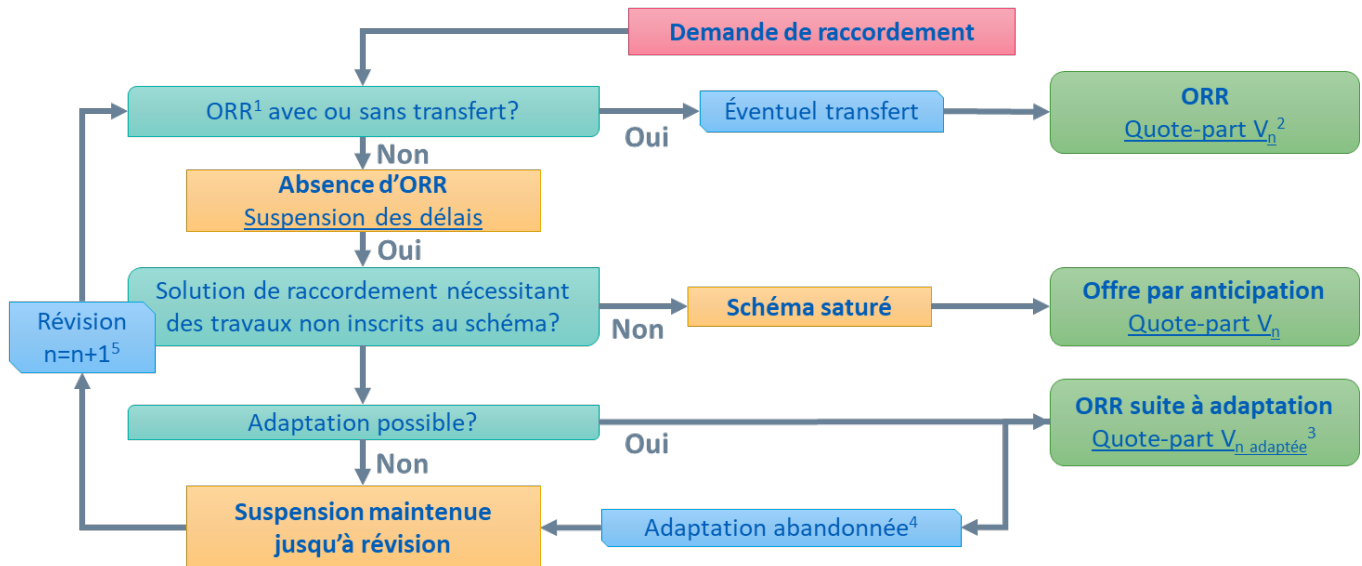 Demande de raccordement
ORR¹ avec ou sans transfert?
Oui
Éventuel transfert
ORR
Quote-part Vn²
Non
Absence d'ORR
Suspension des délais
Oui
Solution de raccordement nécessitant
des travaux non inscrits au schéma?
Non
Schéma saturé
Offre par anticipation
Quote-part Vn
Révision
n=n+1⁵
Adaptation possible?
Oui
ORR suite à adaptation
Quote-part Vn adaptée³
Non
Suspension maintenue
jusqu'à révision
Adaptation abandonnée⁴